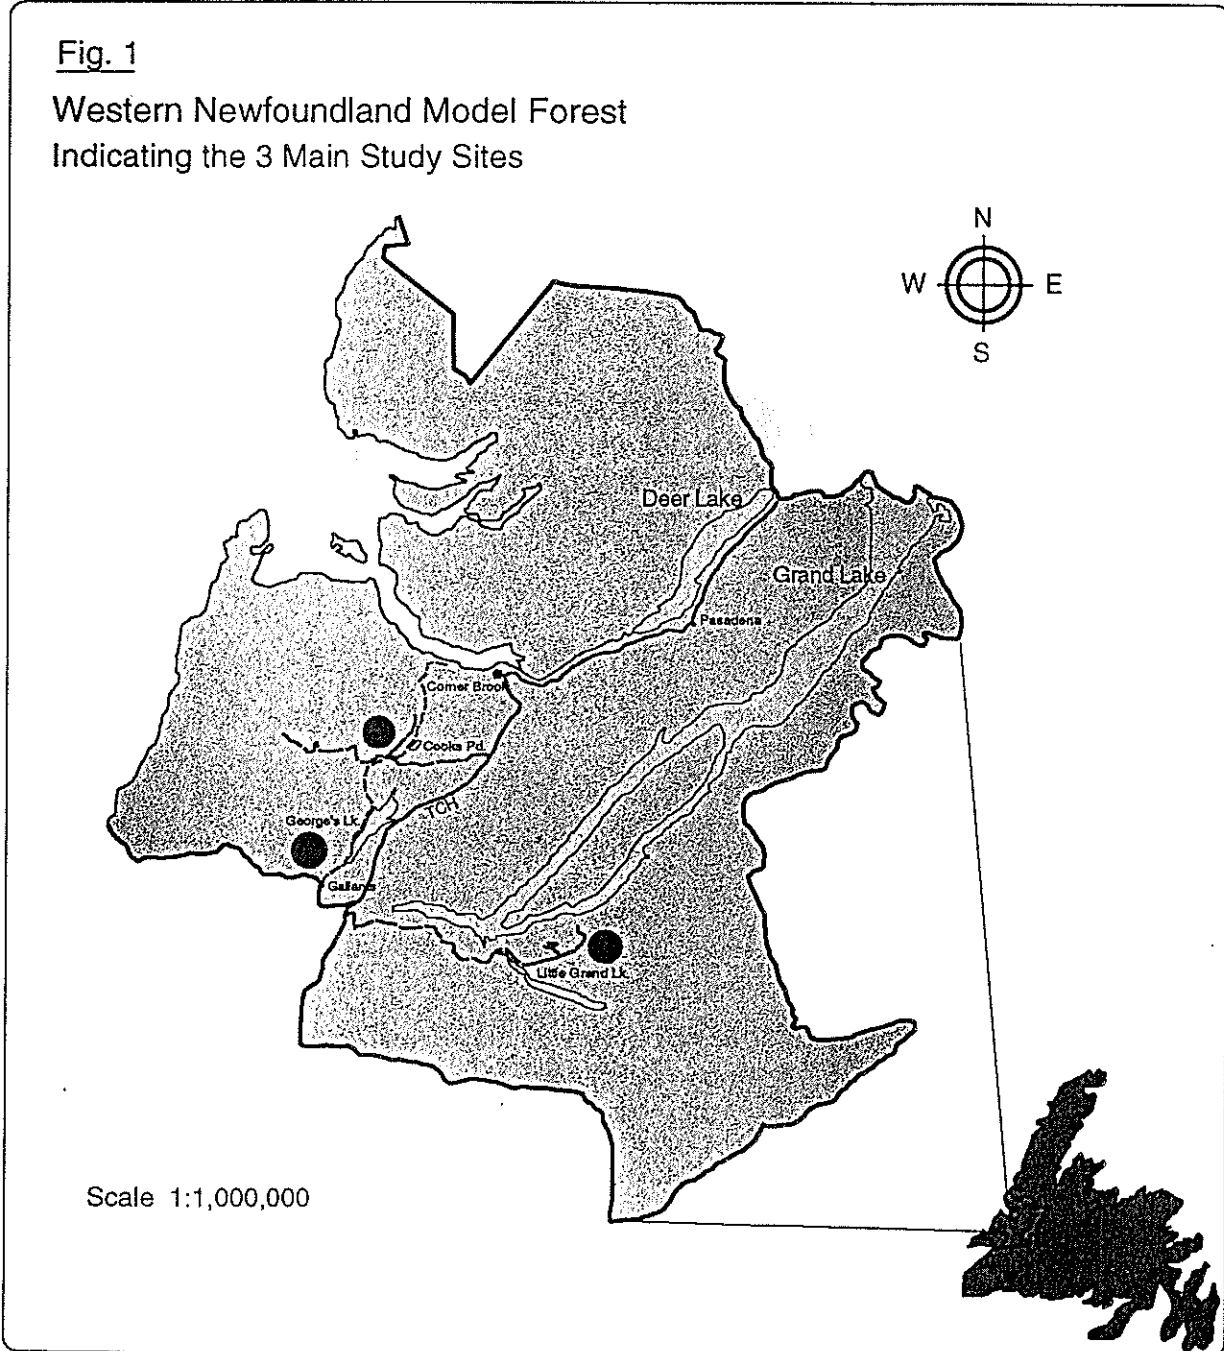 Fig. 1
Western Newfoundland Model Forest
Indicating the 3 Main Study Sites
N
W E
S
Deer Lake
Grand Lake
Pasadena
Corner Brook
Cooks Pd.
TCH
George's Lk.
Gallants
Little Grand Lk.
Scale 1:1,000,000